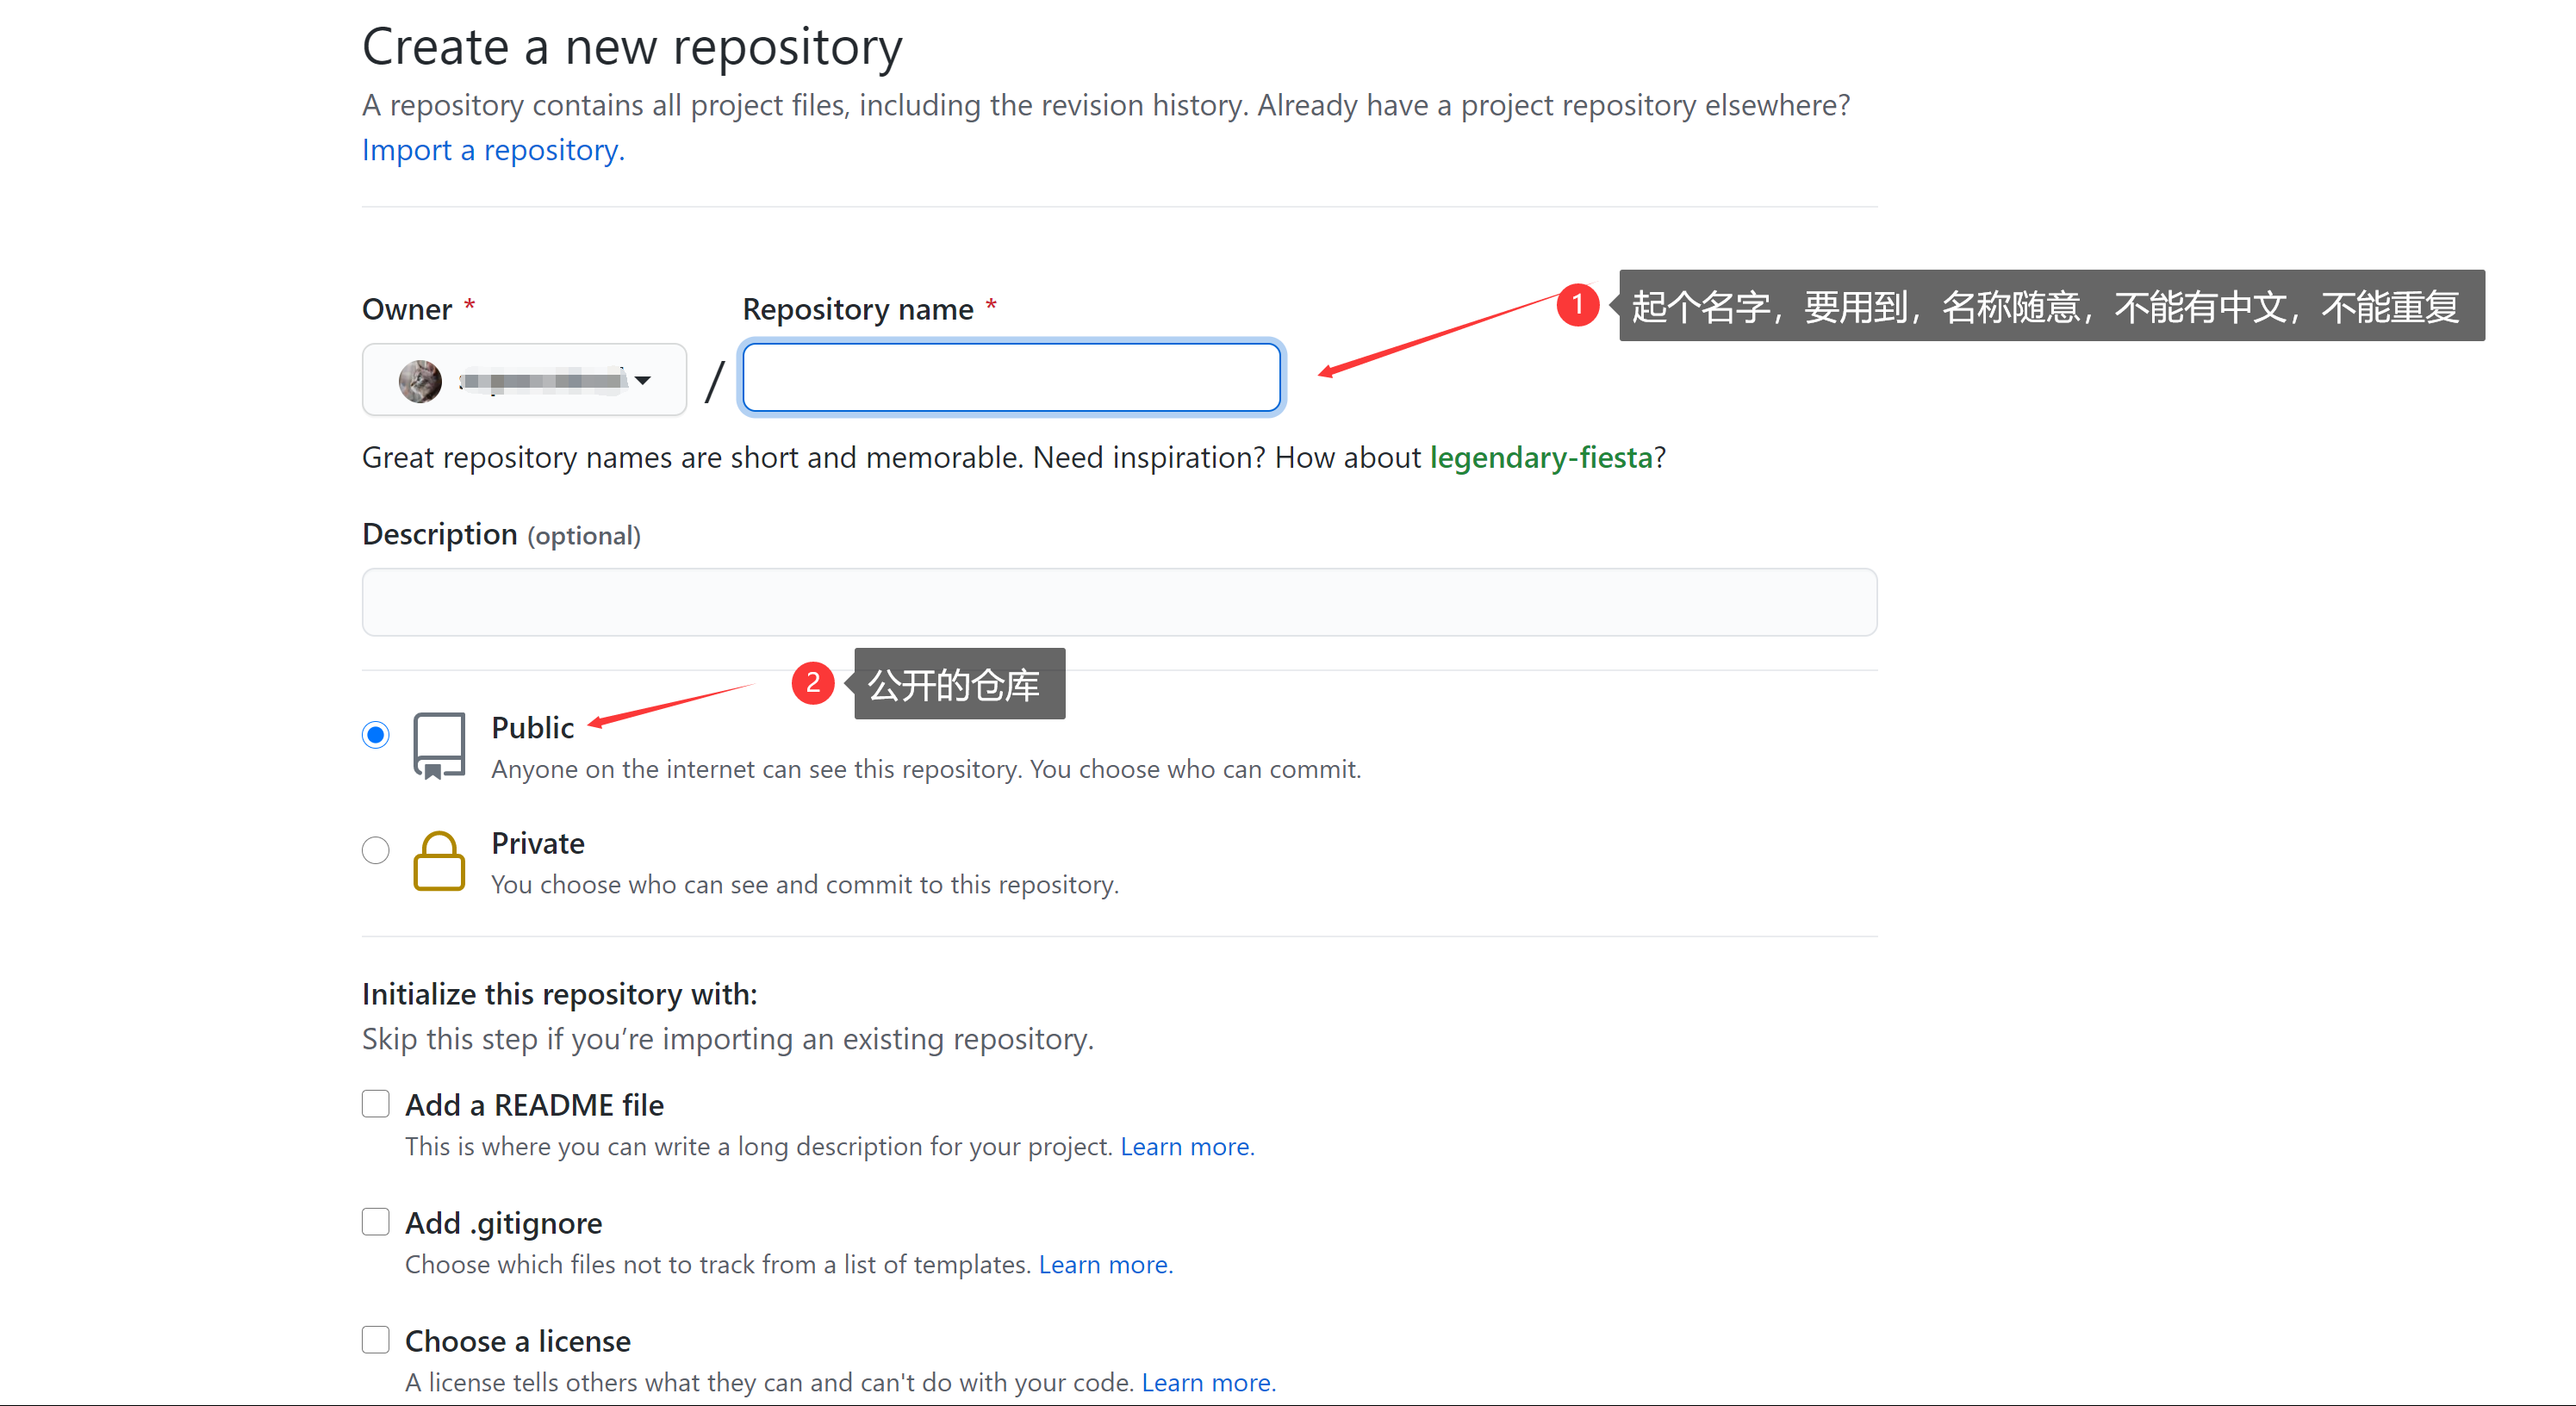 Create a new repository
A repository contains all project files, including the revision history. Already have a project repository elsewhere?
Import a repository.
Owner *
Repository name *
1 起个名字，要用到，名称随意，不能有中文，不能重复
/
Great repository names are short and memorable. Need inspiration? How about legendary-fiesta?
Description (optional)
2 公开的仓库
Public
Anyone on the internet can see this repository. You choose who can commit.
Private
You choose who can see and commit to this repository.
Initialize this repository with:
Skip this step if you’re importing an existing repository.
Add a README file
This is where you can write a long description for your project. Learn more.
Add .gitignore
Choose which files not to track from a list of templates. Learn more.
Choose a license
A license tells others what they can and can't do with your code. Learn more.